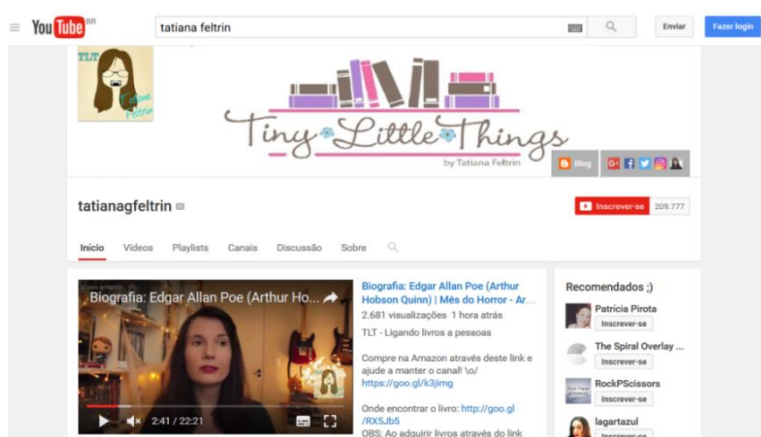 YouTube BR
tatiana feltrin
Enviar
Fazer login
TLT
Tatiana
Feltrin
Tiny Little Things
by Tatiana Feltrin
Blog
tatianagfeltrin
Inscrever-se 209.777
Início Vídeos Playlists Canais Discussão Sobre
Biografia: Edgar Allan Poe (Arthur Ho...
2:41 / 22:21
Biografia: Edgar Allan Poe (Arthur
Hobson Quinn) | Mês do Horror - Ar...
2.681 visualizações 1 hora atrás
TLT - Ligando livros a pessoas
Compre na Amazon através deste link e
ajude a manter o canal! \o/
https://goo.gl/k3jimg
Onde encontrar o livro: http://goo.gl
/RX5Jb5
OBS: Ao adquirir livros através do link
Recomendados ;)
Patrícia Pirota
Inscrever-se
The Spiral Overlay ...
Inscrever-se
RockPScissors
Inscrever-se
lagartazul
Inscrever-se